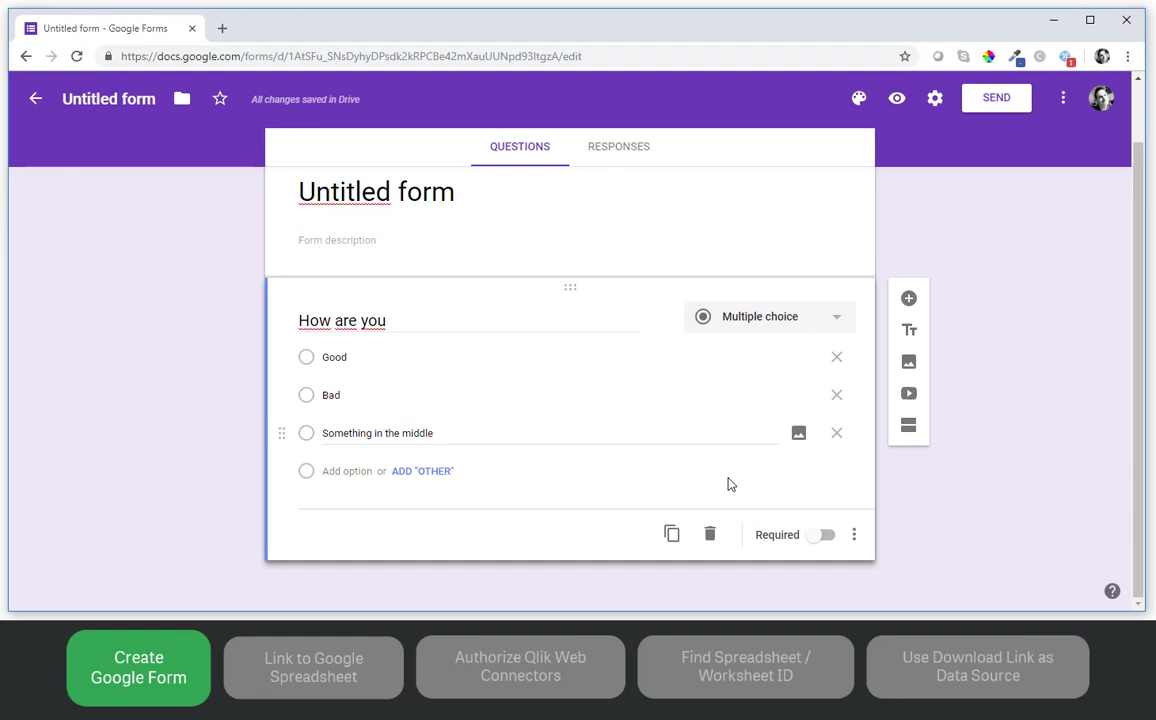 Untitled form - Google Forms
https://docs.google.com/forms/d/1AtSFu_SNsDyhyDPsdk2kRPCBe42mXauUUNpd93ItgzA/edit
1
Untitled form
All changes saved in Drive
SEND
QUESTIONS
RESPONSES
Untitled form
Form description
How are you
Multiple choice
Good
Bad
Something in the middle
Add option or ADD "OTHER"
Required
Create
Google Form
Link to Google
Spreadsheet
Authorize Qlik Web
Connectors
Find Spreadsheet /
Worksheet ID
Use Download Link as
Data Source